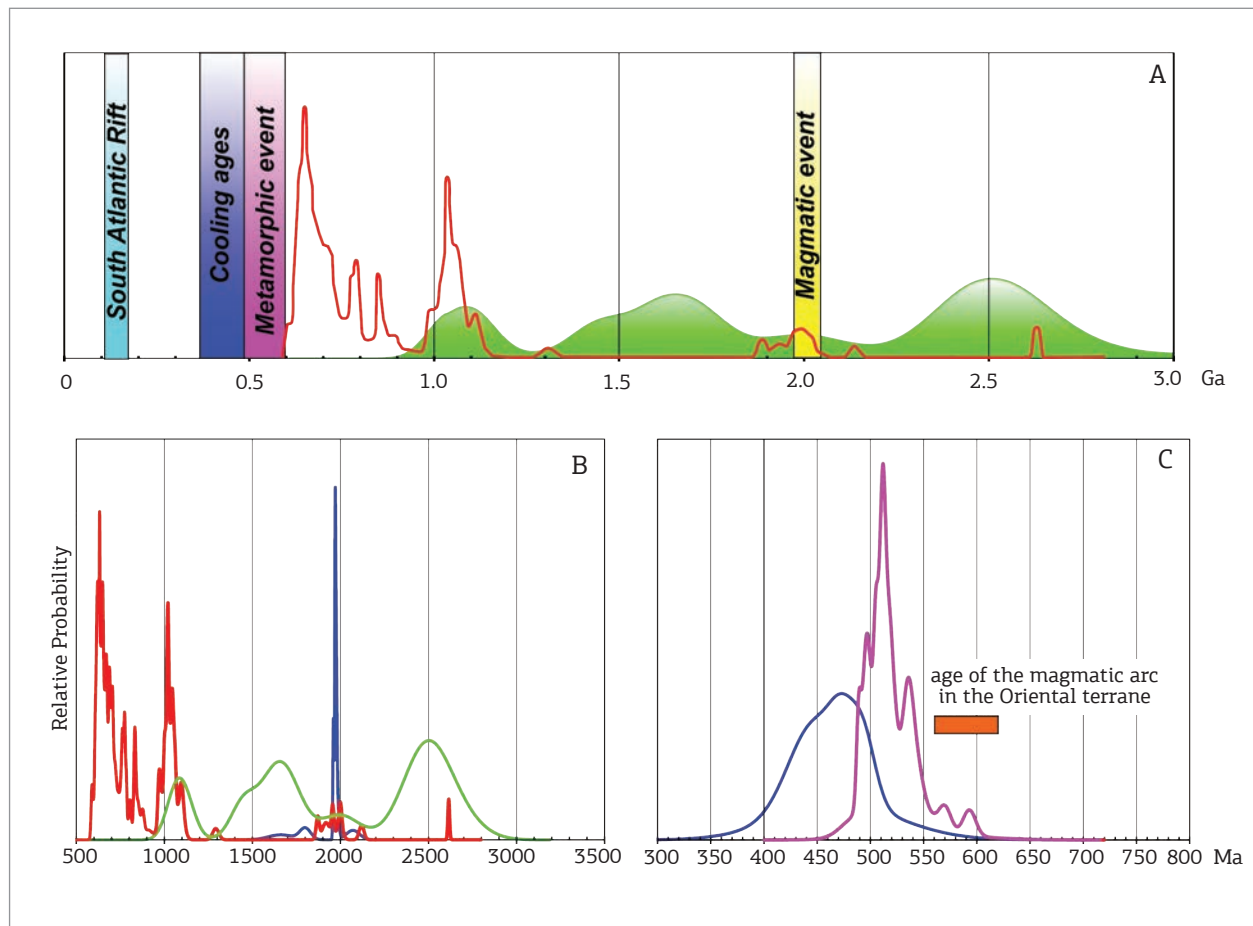 A
South Atlantic Rift
Cooling ages
Metamorphic event
Magmatic event
0 0.5 1.0 1.5 2.0 2.5 3.0 Ga
B
Relative Probability
500 1000 1500 2000 2500 3000 3500
C
age of the magmatic arc
in the Oriental terrane
300 350 400 450 500 550 600 650 700 750 800 Ma